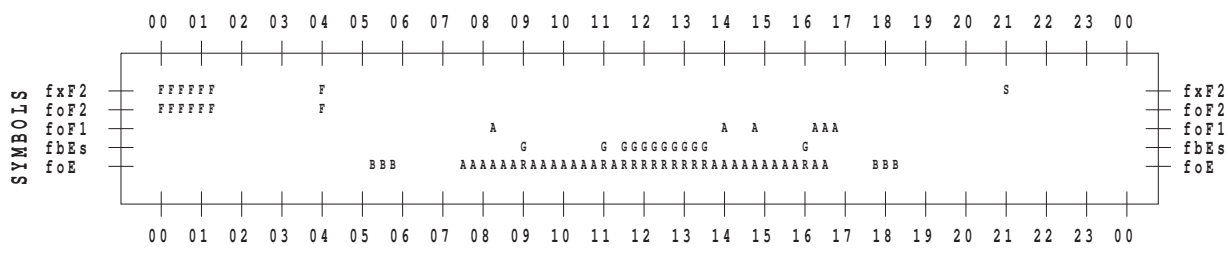 00 01 02 03 04 05 06 07 08 09 10 11 12 13 14 15 16 17 18 19 20 21 22 23 00
SYMBOLS
fxF2 FFFFFF F S fxF2
foF2 FFFFFF F foF2
foF1 A A A AAA foF1
fbEs G G GGGGGGGGG G fbEs
foE BBB AAAAAARAAAAAAARARRRRRRRRRAAAAAAAAARAA BBB foE
00 01 02 03 04 05 06 07 08 09 10 11 12 13 14 15 16 17 18 19 20 21 22 23 00